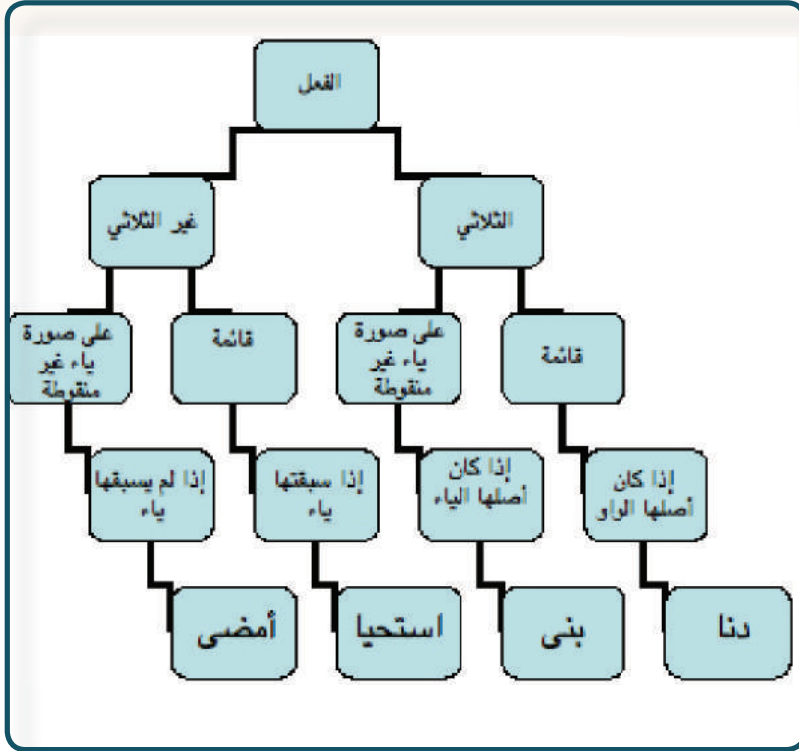 الفعل
الثلاثي
غير الثلاثي
قائمة
على صورة
ياء غير
منقوطة
قائمة
على صورة
ياء غير
منقوطة
إذا كان
أصلها الواو
إذا كان
أصلها الياء
إذا سبقتها
ياء
إذا لم يسبقها
ياء
دنا
بنى
استحيا
أمضى